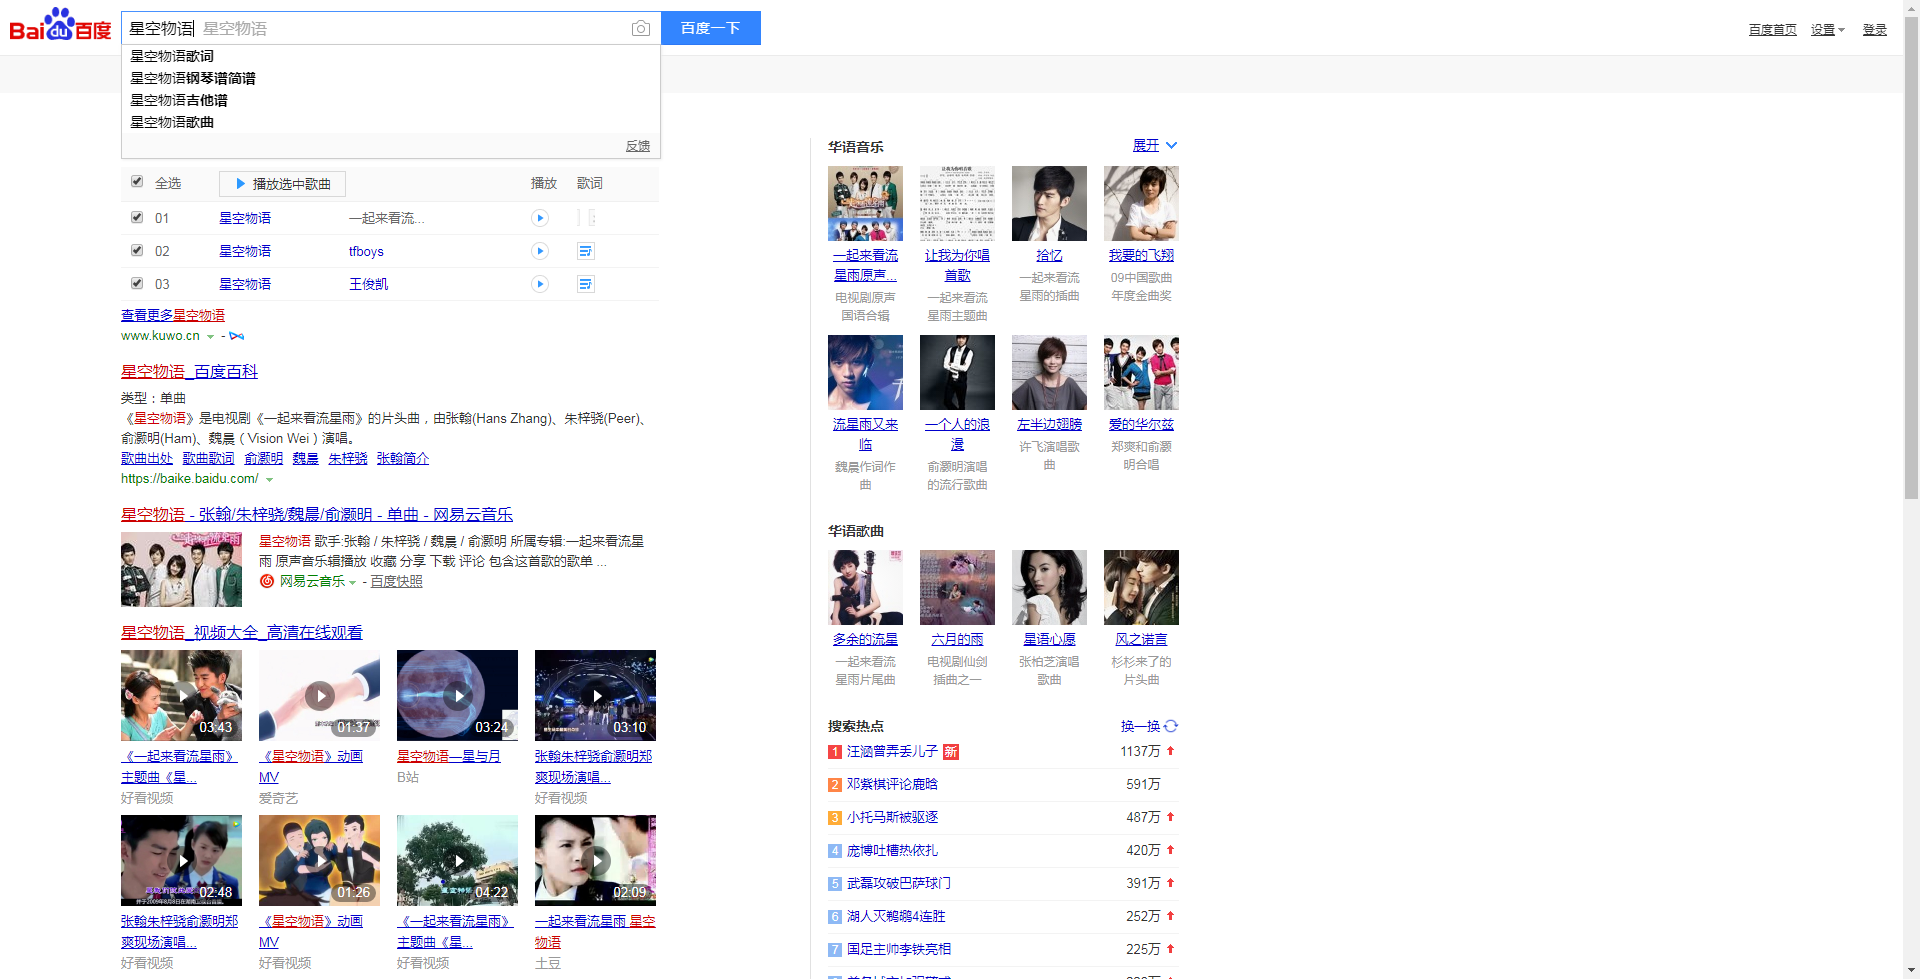 Baidu百度
星空物语 星空物语
百度一下
百度首页 设置 登录
星空物语歌词
星空物语钢琴谱简谱
星空物语吉他谱
星空物语歌曲
反馈
全选 播放选中歌曲 播放 歌词
01 星空物语 一起来看流...
02 星空物语 tfboys
03 星空物语 王俊凯
查看更多星空物语
www.kuwo.cn -
星空物语_百度百科
类型：单曲
《星空物语》是电视剧《一起来看流星雨》的片头曲，由张翰(Hans Zhang)、朱梓骁(Peer)、
俞灏明(Ham)、魏晨（Vision Wei）演唱。
歌曲出处 歌曲歌词 俞灏明 魏晨 朱梓骁 张翰简介
https://baike.baidu.com/
星空物语 - 张翰/朱梓骁/魏晨/俞灏明 - 单曲 - 网易云音乐
星空物语 歌手:张翰 / 朱梓骁 / 魏晨 / 俞灏明 所属专辑:一起来看流星
雨 原声音乐辑播放 收藏 分享 下载 评论 包含这首歌的歌单 ...
网易云音乐 - 百度快照
星空物语_视频大全_高清在线观看
03:43
01:37
03:24
03:10
《一起来看流星雨》
主题曲《星...
好看视频
《星空物语》动画
MV
爱奇艺
星空物语—星与月
B站
张翰朱梓骁俞灏明郑
爽现场演唱...
好看视频
02:48
01:26
04:22
02:09
张翰朱梓骁俞灏明郑
爽现场演唱...
好看视频
《星空物语》动画
MV
好看视频
《一起来看流星雨》
主题曲《星...
好看视频
一起来看流星雨 星空
物语
土豆
华语音乐 展开
一起来看流
星雨原声...
电视剧原声
国语合辑
让我为你唱
首歌
一起来看流
星雨主题曲
拾忆
一起来看流
星雨的插曲
我要的飞翔
09中国歌曲
年度金曲奖
流星雨又来
临
魏晨作词作
曲
一个人的浪
漫
俞灏明演唱
的流行歌曲
左半边翅膀
许飞演唱歌
曲
爱的华尔兹
郑爽和俞灏
明合唱
华语歌曲
多余的流星
一起来看流
星雨片尾曲
六月的雨
电视剧仙剑
插曲之一
星语心愿
张柏芝演唱
歌曲
风之诺言
杉杉来了的
片头曲
搜索热点 换一换
1 汪涵曾弄丢儿子 新 1137万
2 邓紫棋评论鹿晗 591万
3 小托马斯被驱逐 487万
4 庞博吐槽热依扎 420万
5 武磊攻破巴萨球门 391万
6 湖人灭鹈鹕4连胜 252万
7 国足主帅李铁亮相 225万